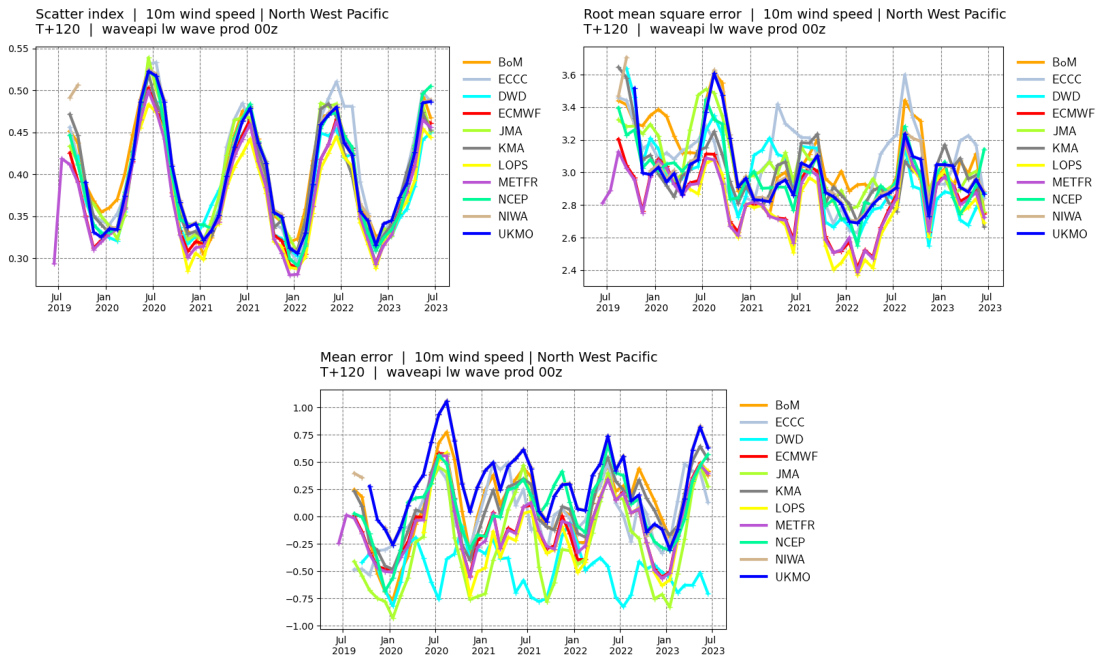 Scatter index | 10m wind speed | North West Pacific
T+120 | waveapi lw wave prod 00z
0.55
0.50
0.45
0.40
0.35
0.30
Jul
2019
Jan
2020
Jul
2020
Jan
2021
Jul
2021
Jan
2022
Jul
2022
Jan
2023
Jul
2023
BoM
ECCC
DWD
ECMWF
JMA
KMA
LOPS
METFR
NCEP
NIWA
UKMO
Root mean square error | 10m wind speed | North West Pacific
T+120 | waveapi lw wave prod 00z
3.6
3.4
3.2
3.0
2.8
2.6
2.4
Jul
2019
Jan
2020
Jul
2020
Jan
2021
Jul
2021
Jan
2022
Jul
2022
Jan
2023
Jul
2023
BoM
ECCC
DWD
ECMWF
JMA
KMA
LOPS
METFR
NCEP
NIWA
UKMO
Mean error | 10m wind speed | North West Pacific
T+120 | waveapi lw wave prod 00z
1.00
0.75
0.50
0.25
0.00
−0.25
−0.50
−0.75
−1.00
Jul
2019
Jan
2020
Jul
2020
Jan
2021
Jul
2021
Jan
2022
Jul
2022
Jan
2023
Jul
2023
BoM
ECCC
DWD
ECMWF
JMA
KMA
LOPS
METFR
NCEP
NIWA
UKMO